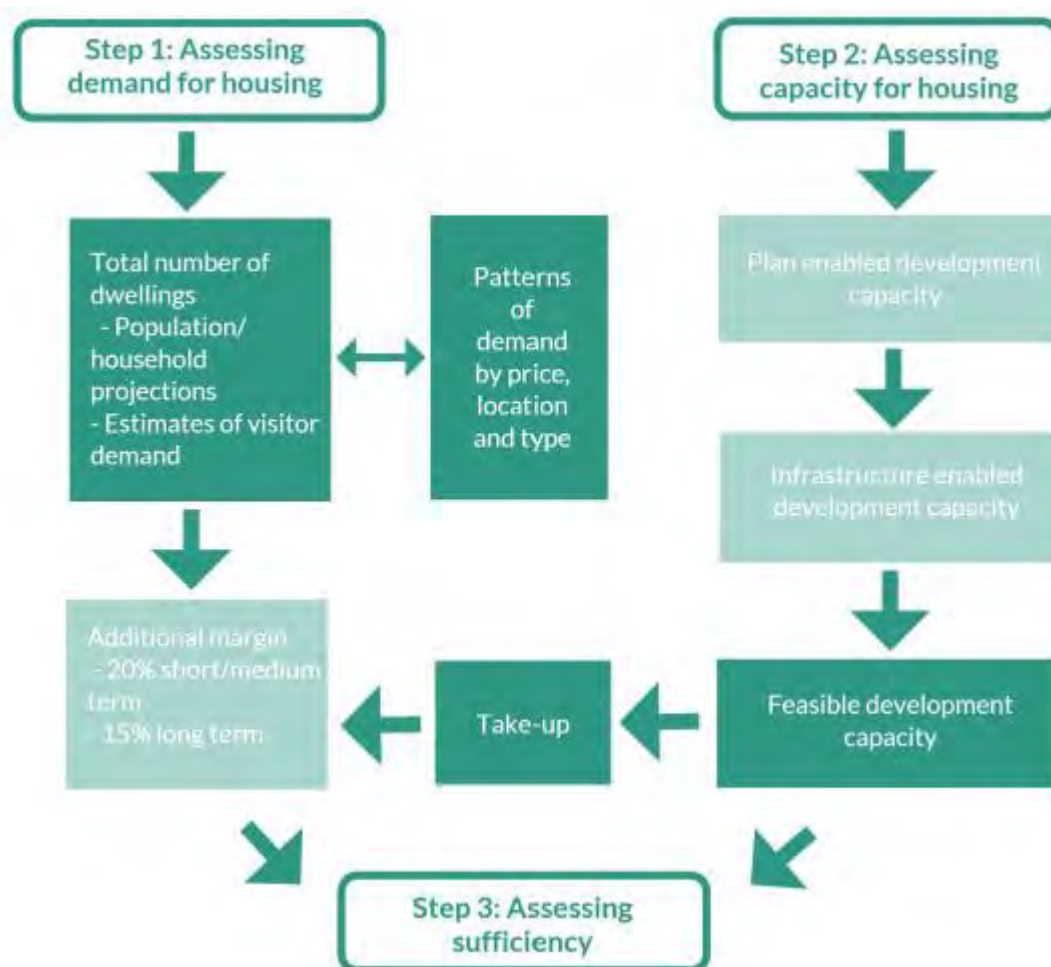 Step 1: Assessing
demand for housing
Total number of
dwellings
- Population/
household
projections
- Estimates of visitor
demand
Patterns
of
demand
by price,
location
and type
Additional margin
- 20% short/medium
term
- 15% long term
Take-up
Step 2: Assessing
capacity for housing
Plan enabled development
capacity
Infrastructure enabled
development capacity
Feasible development
capacity
Step 3: Assessing
sufficiency